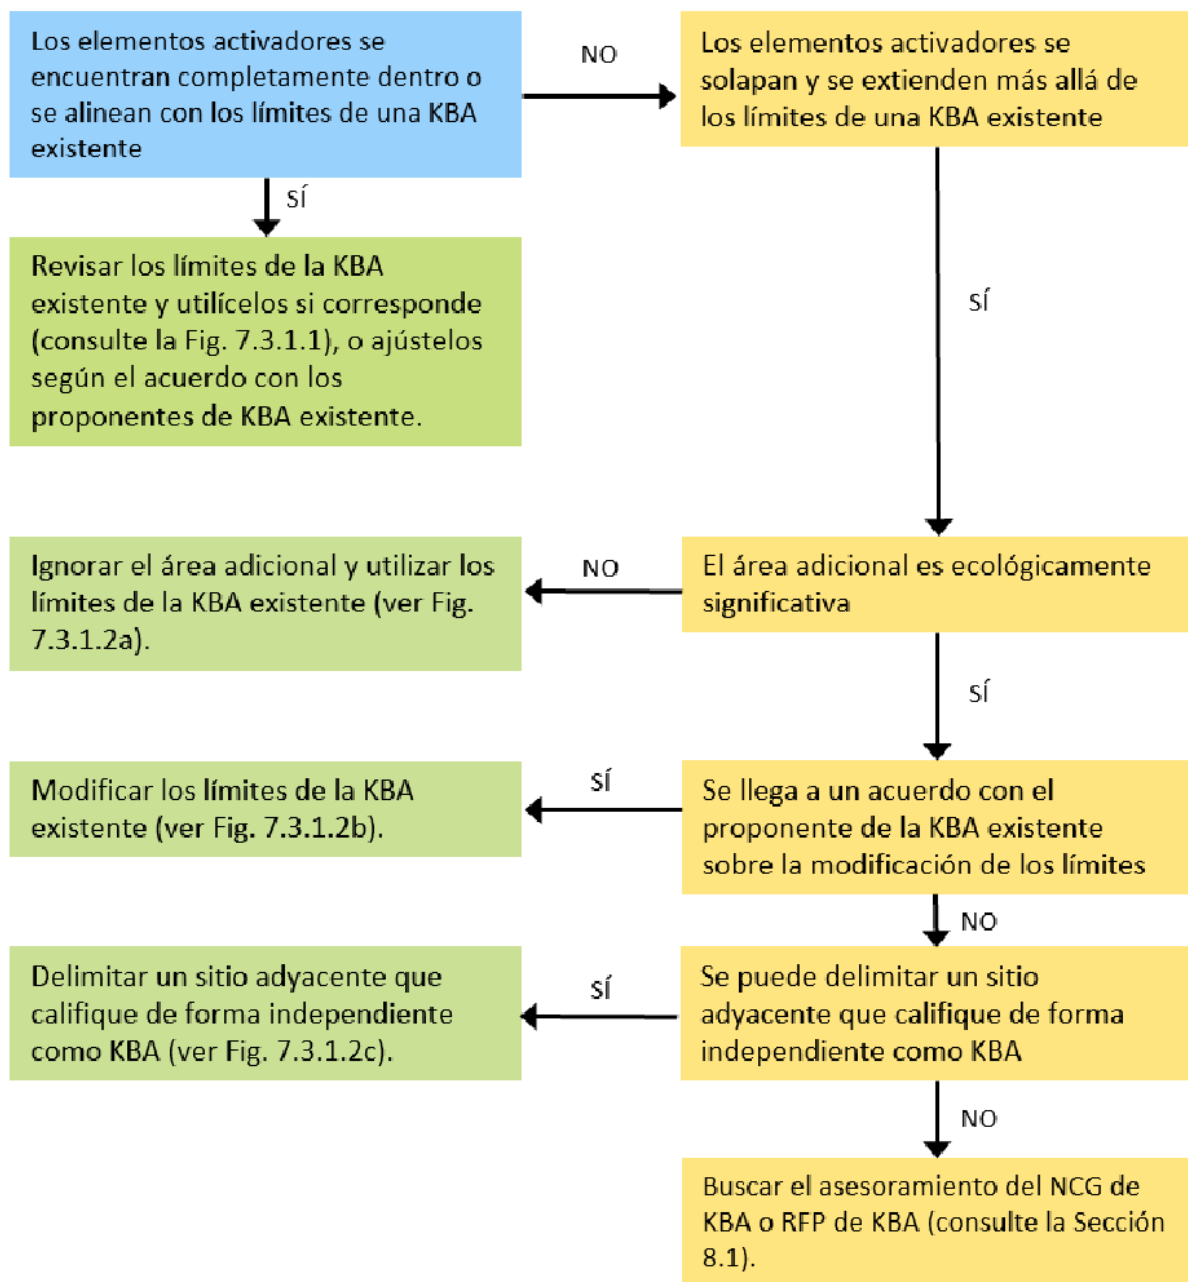 Los elementos activadores se
encuentran completamente dentro o
se alinean con los límites de una KBA
existente
NO
Los elementos activadores se
solapan y se extienden más allá de
los límites de una KBA existente
SÍ
Revisar los límites de la KBA
existente y utilícelos si corresponde
(consulte la Fig. 7.3.1.1), o ajústelos
según el acuerdo con los
proponentes de KBA existente.
SÍ
Ignorar el área adicional y utilizar los
límites de la KBA existente (ver Fig.
7.3.1.2a).
NO
El área adicional es ecológicamente
significativa
SÍ
Modificar los límites de la KBA
existente (ver Fig. 7.3.1.2b).
SÍ
Se llega a un acuerdo con el
proponente de la KBA existente
sobre la modificación de los límites
NO
Delimitar un sitio adyacente que
califique de forma independiente
como KBA (ver Fig. 7.3.1.2c).
SÍ
Se puede delimitar un sitio
adyacente que califique de forma
independiente como KBA
NO
Buscar el asesoramiento del NCG de
KBA o RFP de KBA (consulte la Sección
8.1).